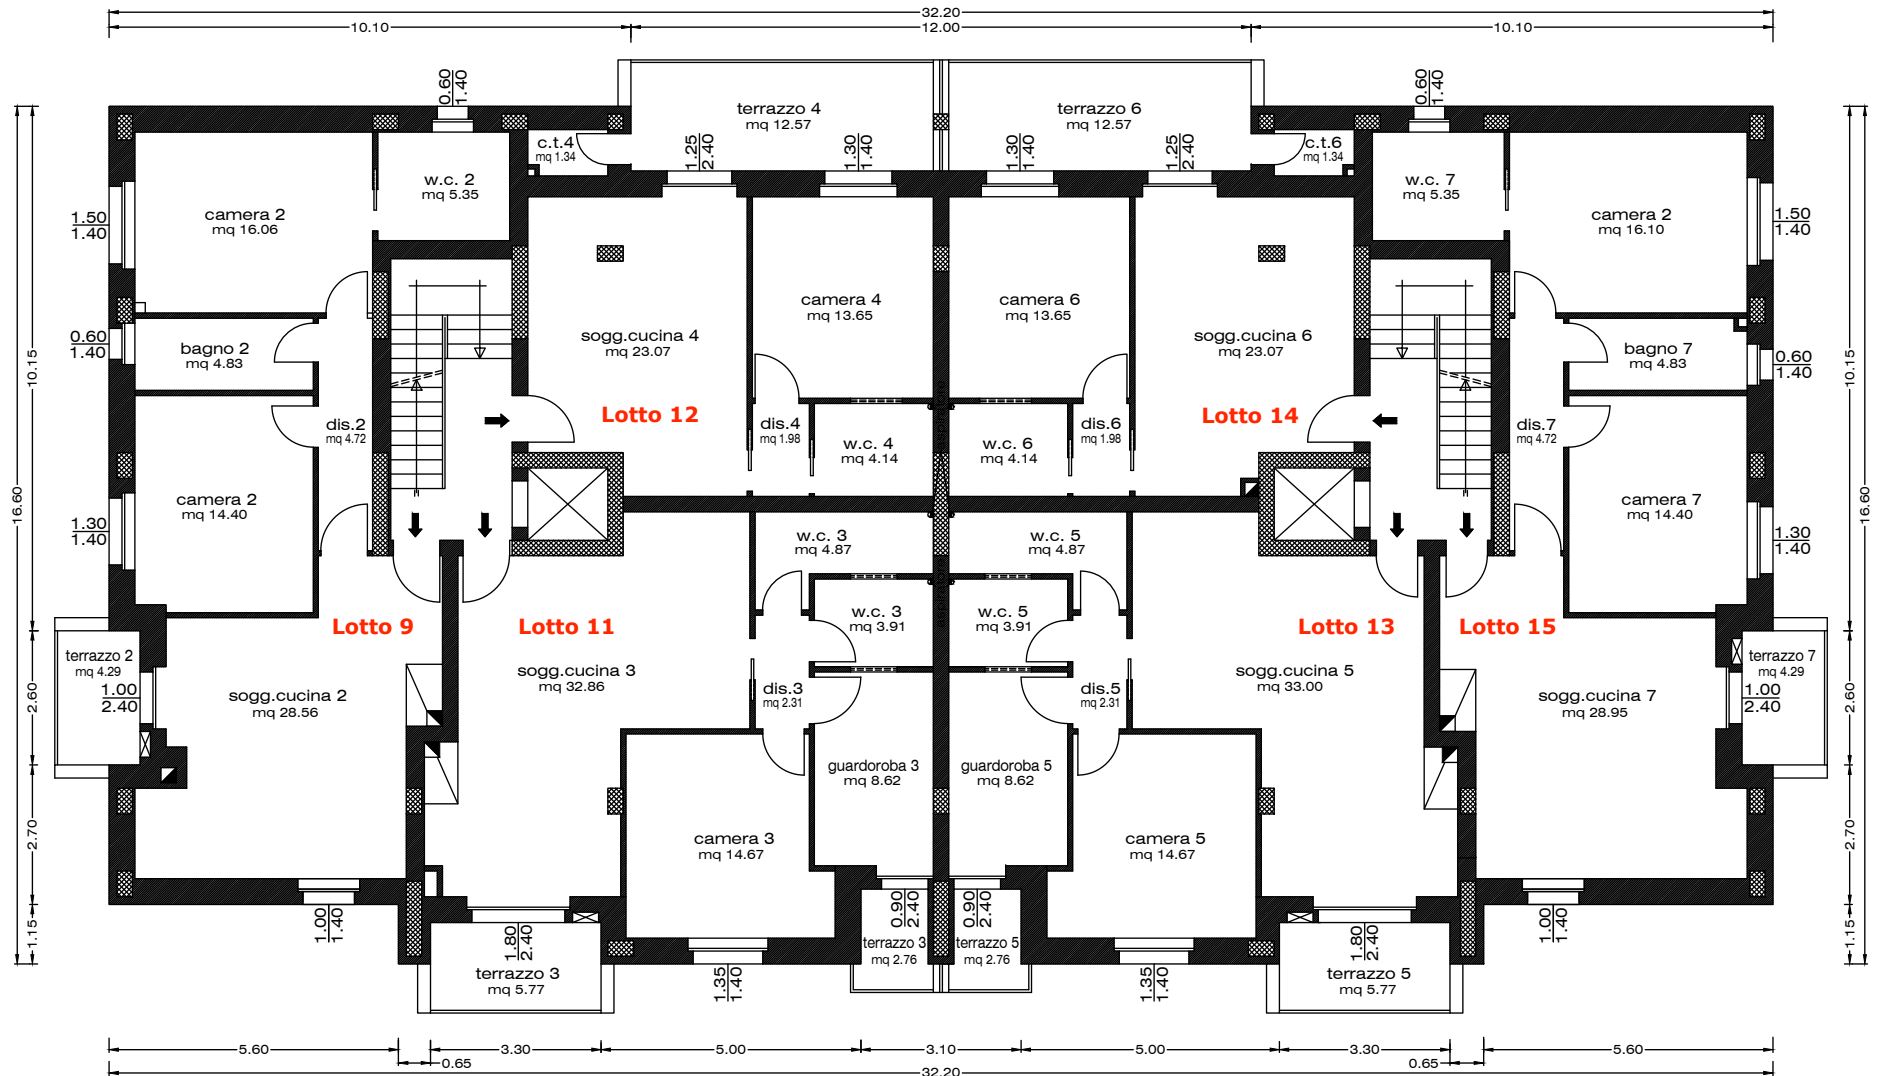 32.20
10.10
12.00
10.10
0.60
1.40
0.60
1.40
terrazzo 4
mq 12.57
terrazzo 6
mq 12.57
c.t.4
mq 1.34
c.t.6
mq 1.34
1.25
2.40
1.30
1.40
1.30
1.40
1.25
2.40
w.c. 2
mq 5.35
w.c. 7
mq 5.35
camera 2
mq 16.06
camera 2
mq 16.10
1.50
1.40
1.50
1.40
camera 4
mq 13.65
camera 6
mq 13.65
sogg.cucina 4
mq 23.07
sogg.cucina 6
mq 23.07
0.60
1.40
bagno 2
mq 4.83
bagno 7
mq 4.83
0.60
1.40
10.15
10.15
Lotto 12
Lotto 14
dis.2
mq 4.72
dis.4
mq 1.98
w.c. 4
mq 4.14
w.c. 6
mq 4.14
dis.6
mq 1.98
dis.7
mq 4.72
16.60
16.60
camera 2
mq 14.40
camera 7
mq 14.40
1.30
1.40
1.30
1.40
w.c. 3
mq 4.87
w.c. 5
mq 4.87
w.c. 3
mq 3.91
w.c. 5
mq 3.91
Lotto 9
Lotto 11
Lotto 13
Lotto 15
terrazzo 2
mq 4.29
1.00
2.40
terrazzo 7
mq 4.29
1.00
2.40
2.60
2.60
sogg.cucina 2
mq 28.56
sogg.cucina 3
mq 32.86
dis.3
mq 2.31
dis.5
mq 2.31
sogg.cucina 5
mq 33.00
sogg.cucina 7
mq 28.95
guardoroba 3
mq 8.62
guardoroba 5
mq 8.62
2.70
2.70
camera 3
mq 14.67
camera 5
mq 14.67
1.00
1.40
1.80
2.40
0.90
2.40
0.90
2.40
1.80
2.40
1.00
1.40
1.15
1.15
terrazzo 3
mq 5.77
1.35
1.40
terrazzo 3
mq 2.76
terrazzo 5
mq 2.76
1.35
1.40
terrazzo 5
mq 5.77
5.60
0.65
3.30
5.00
3.10
5.00
3.30
0.65
5.60
32.20